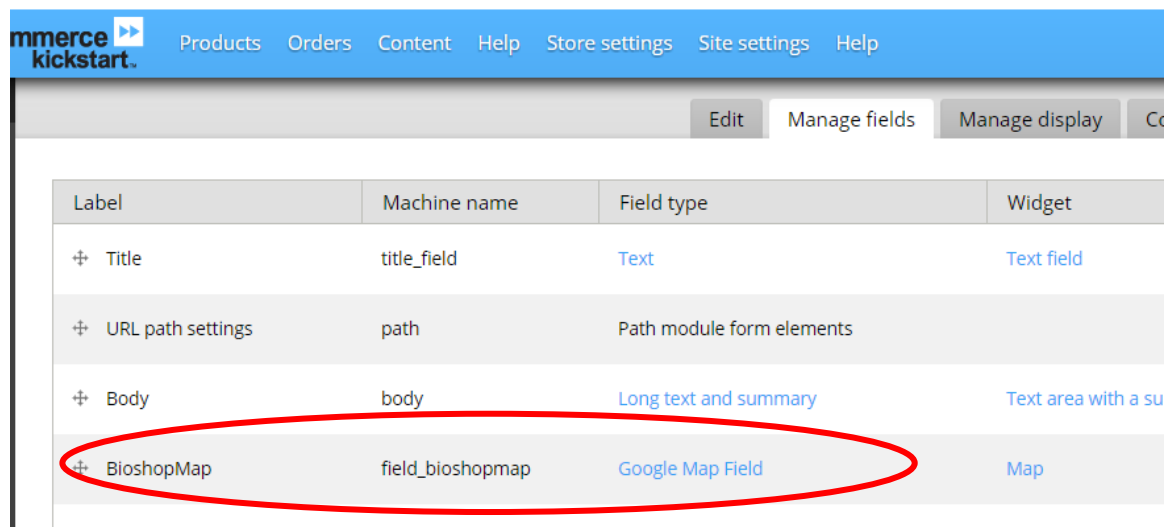 mmerce
kickstart™
Products Orders Content Help Store settings Site settings Help
Edit Manage fields Manage display
Label Machine name Field type Widget
Title title_field Text Text field
URL path settings path Path module form elements
Body body Long text and summary Text area with a su
BioshopMap field_bioshopmap Google Map Field Map